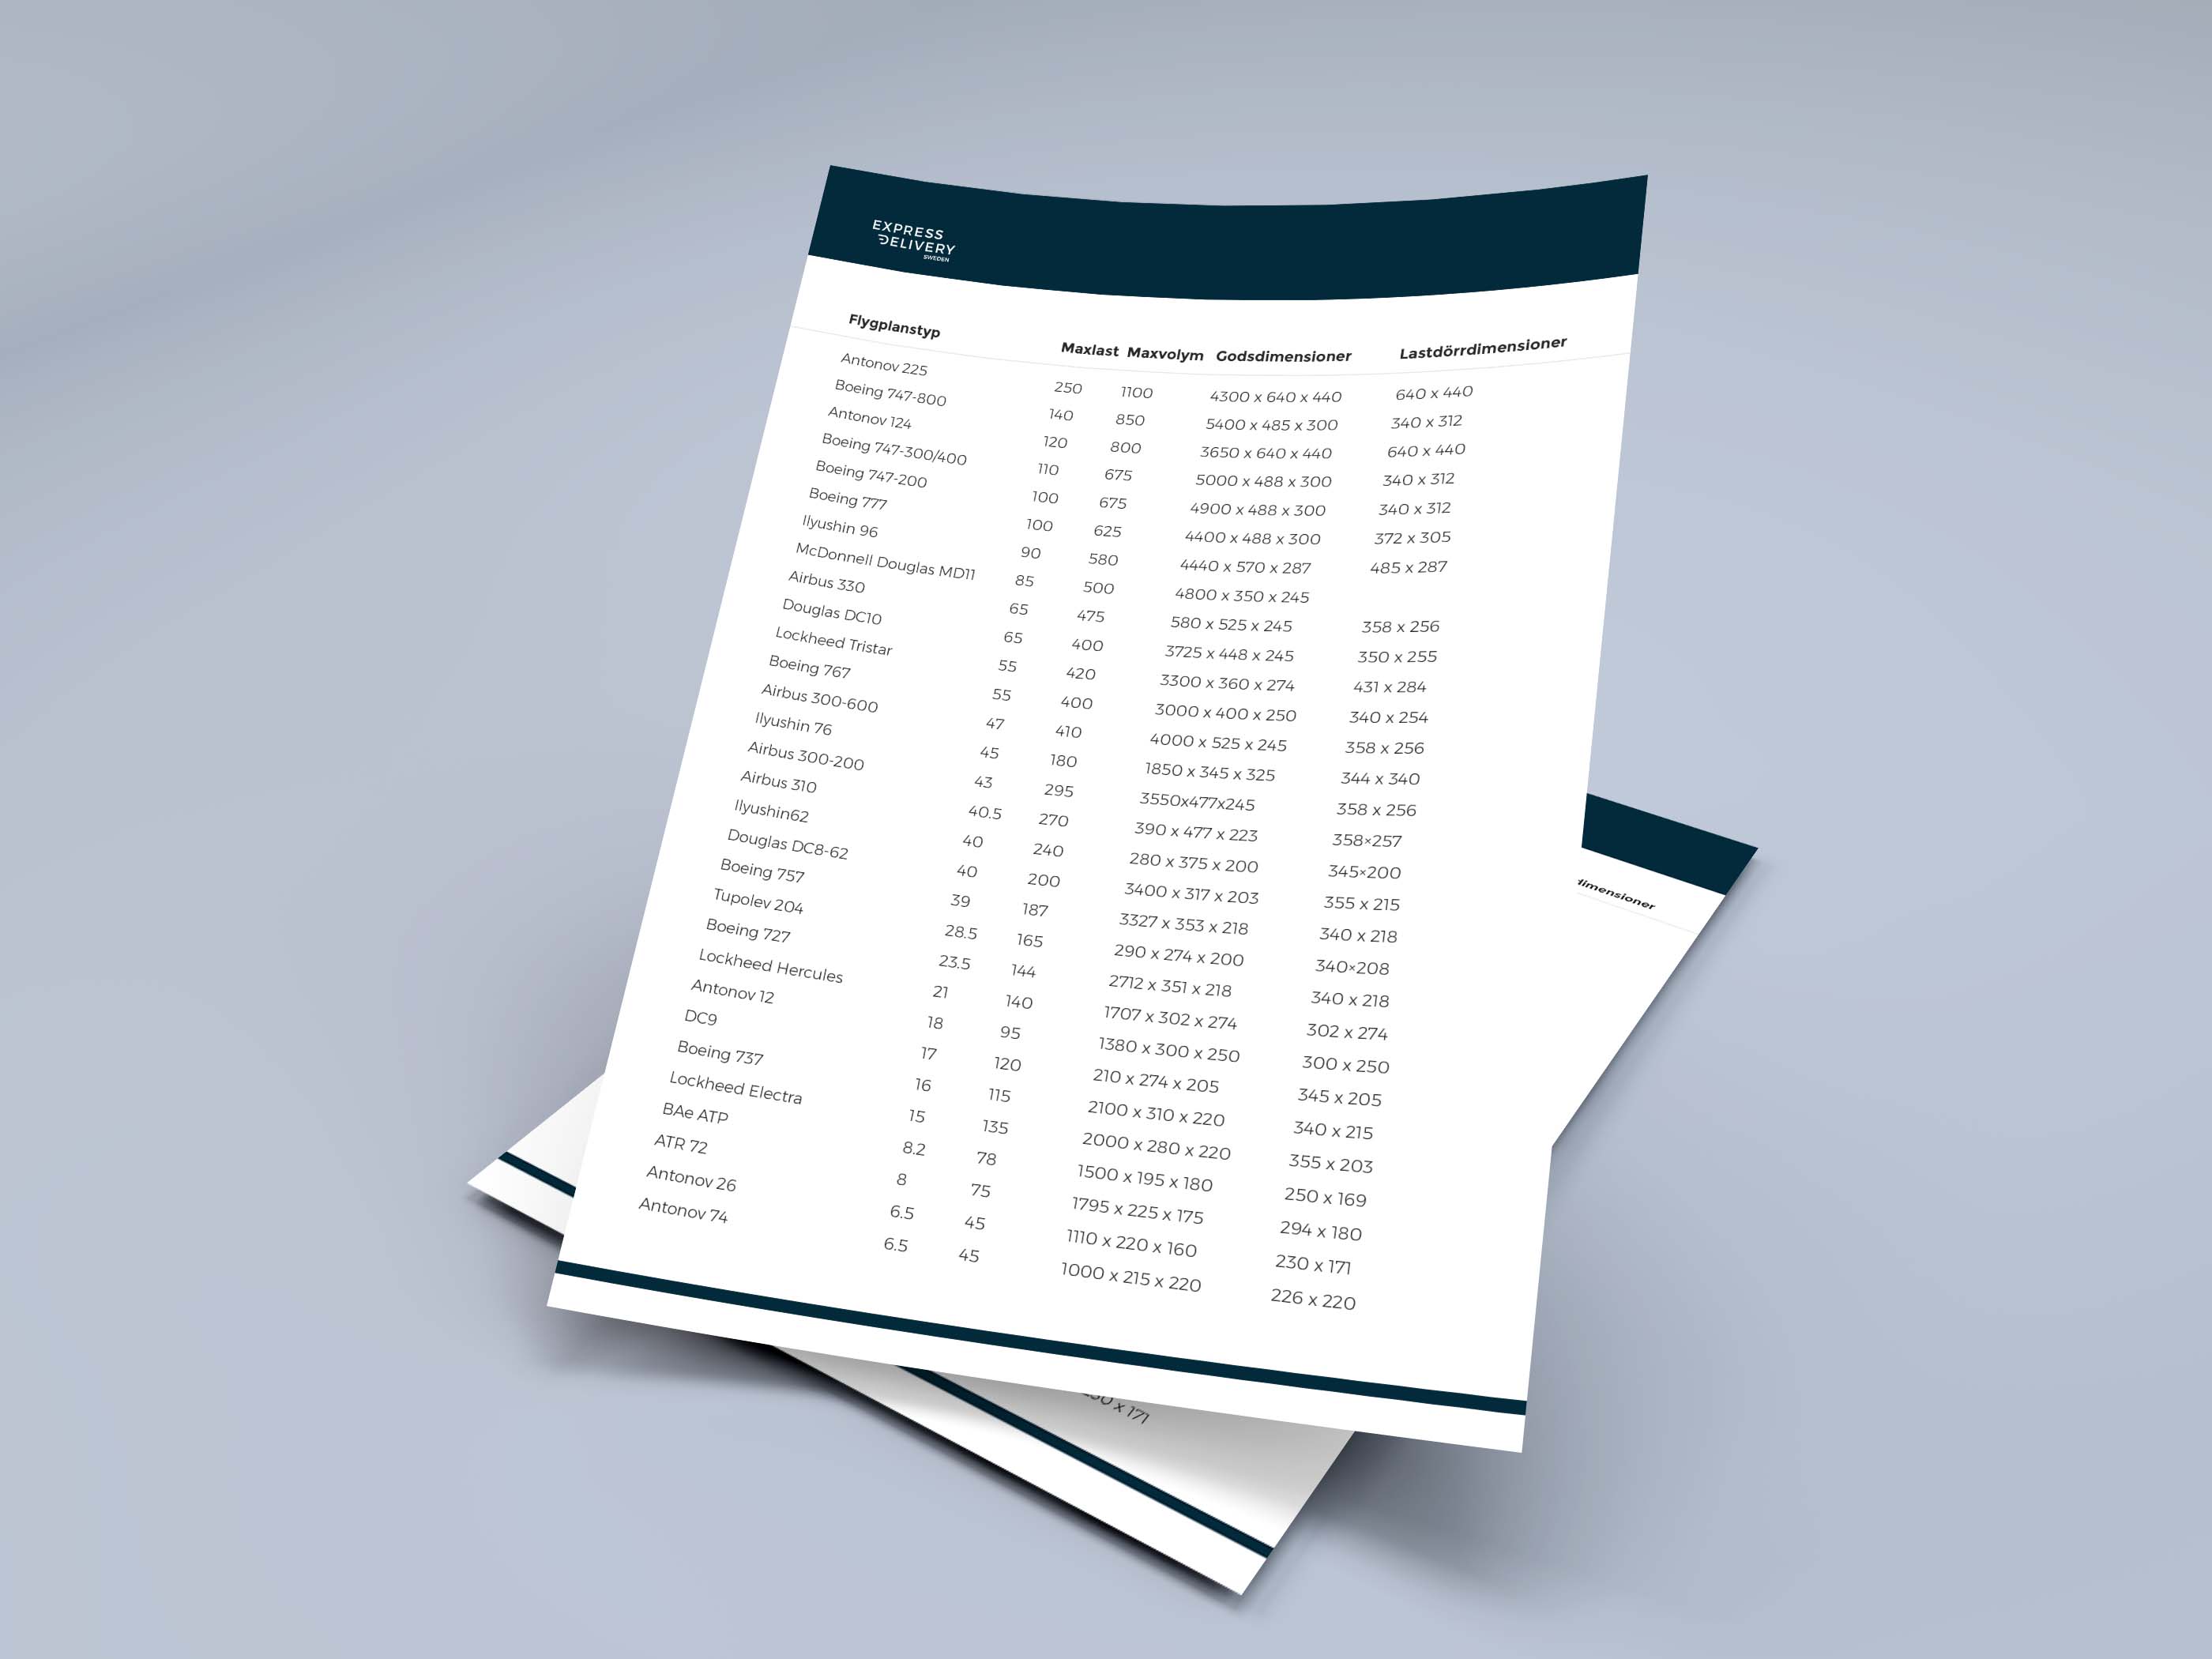 EXPRESS
DELIVERY
SWEDEN
Flygplanstyp Maxlast Maxvolym Godsdimensioner Lastdörrdimensioner
Antonov 225 250 1100 4300 x 640 x 440 640 x 440
Boeing 747-800 140 850 5400 x 485 x 300 340 x 312
Antonov 124 120 800 3650 x 640 x 440 640 x 440
Boeing 747-300/400 110 675 5000 x 488 x 300 340 x 312
Boeing 747-200 100 675 4900 x 488 x 300 340 x 312
Boeing 777 100 625 4400 x 488 x 300 372 x 305
Ilyushin 96 90 580 4440 x 570 x 287 485 x 287
McDonnell Douglas MD11 85 500 4800 x 350 x 245
Airbus 330 65 475 580 x 525 x 245 358 x 256
Douglas DC10 65 400 3725 x 448 x 245 350 x 255
Lockheed Tristar 55 420 3300 x 360 x 274 431 x 284
Boeing 767 55 400 3000 x 400 x 250 340 x 254
Airbus 300-600 47 410 4000 x 525 x 245 358 x 256
Ilyushin 76 45 180 1850 x 345 x 325 344 x 340
Airbus 300-200 43 295 3550x477x245 358 x 256
Airbus 310 40.5 270 390 x 477 x 223 358×257
Ilyushin62 40 240 280 x 375 x 200 345×200
Douglas DC8-62 40 200 3400 x 317 x 203 355 x 215
Boeing 757 39 187 3327 x 353 x 218 340 x 218
Tupolev 204 28.5 165 290 x 274 x 200 340×208
Boeing 727 23.5 144 2712 x 351 x 218 340 x 218
Lockheed Hercules 21 140 1707 x 302 x 274 302 x 274
Antonov 12 18 95 1380 x 300 x 250 300 x 250
DC9 17 120 210 x 274 x 205 345 x 205
Boeing 737 16 115 2100 x 310 x 220 340 x 215
Lockheed Electra 15 135 2000 x 280 x 220 355 x 203
BAe ATP 8.2 78 1500 x 195 x 180 250 x 169
ATR 72 8 75 1795 x 225 x 175 294 x 180
Antonov 26 6.5 45 1110 x 220 x 160 230 x 171
Antonov 74 6.5 45 1000 x 215 x 220 226 x 220
dimensioner
x 171